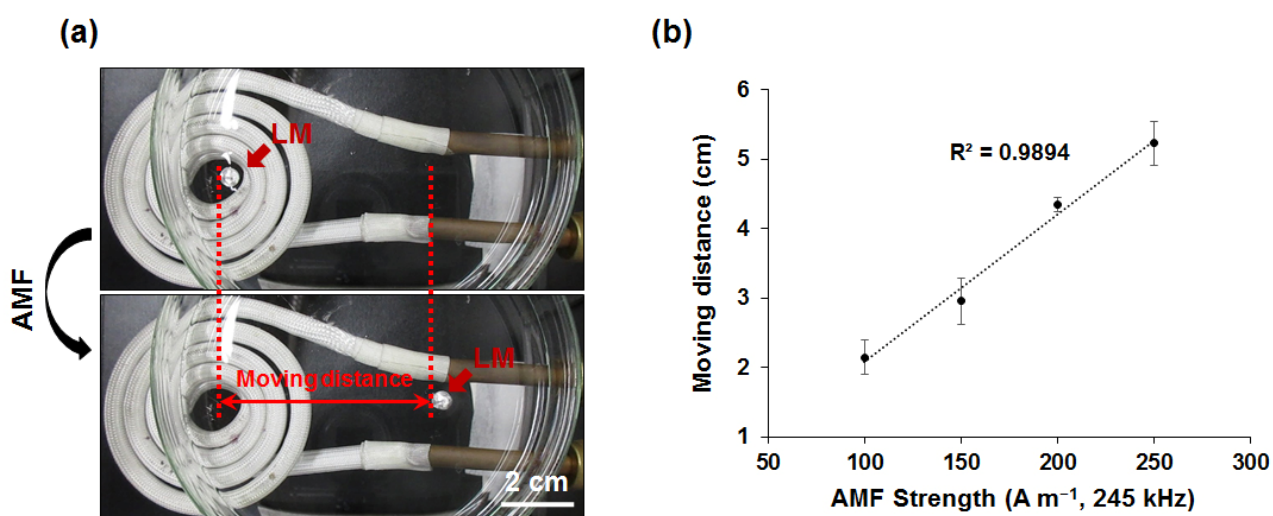 (a)
LM
AMF
Moving distance
LM
2 cm
(b)
Moving distance (cm)
6
5
4
3
2
1
R² = 0.9894
50 100 150 200 250 300
AMF Strength (A m⁻¹, 245 kHz)